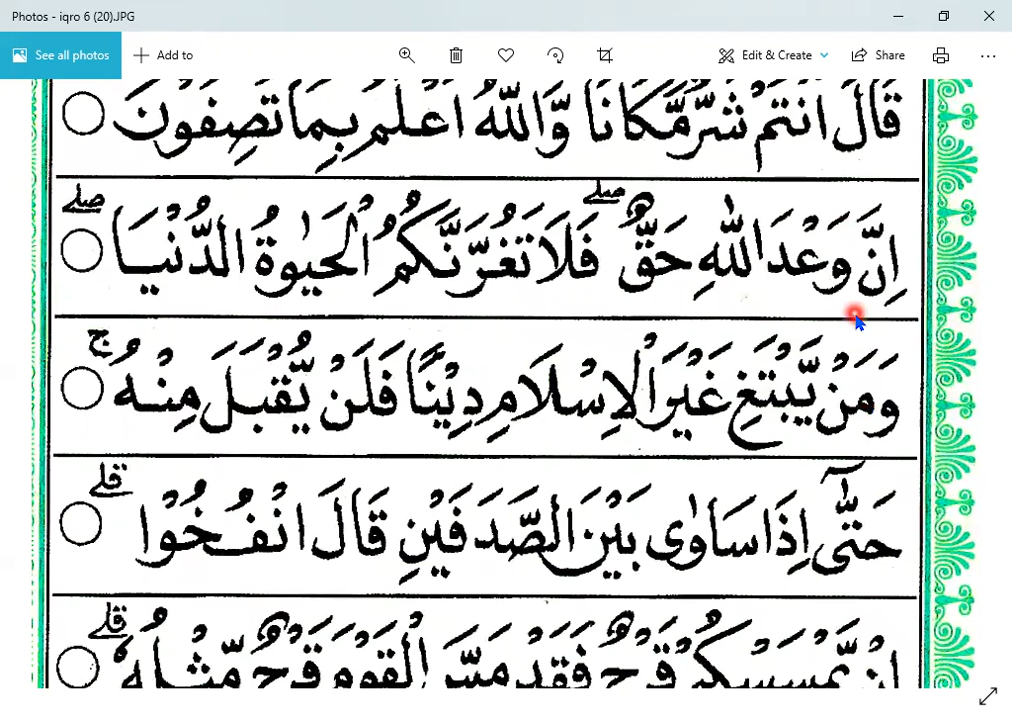 Photos - iqro 6 (20).JPG
See all photos
Add to
Edit & Create
Share
قَالَ اَنْتُمْ شَرٌّ مَّكَانًا وَّاللّٰهُ اَعْلَمُ بِمَا تَصِفُوْنَ
اِنَّ وَعْدَ اللّٰهِ حَقٌّ ۖ فَلَا تَغُرَّنَّكُمُ الْحَيٰوةُ الدُّنْيَا ۖ
وَمَنْ يَّبْتَغِ غَيْرَ الْاِسْلَامِ دِيْنًا فَلَنْ يُّقْبَلَ مِنْهُ ۚ
حَتّٰٓى اِذَا سَاوٰى بَيْنَ الصَّدَفَيْنِ قَالَ انْفُخُوْا ۗ
اِنْ يَّمْسَسْكُمْ قَرْحٌ فَقَدْ مَسَّ الْقَوْمَ قَرْحٌ مِّثْلُهٗ ۗ